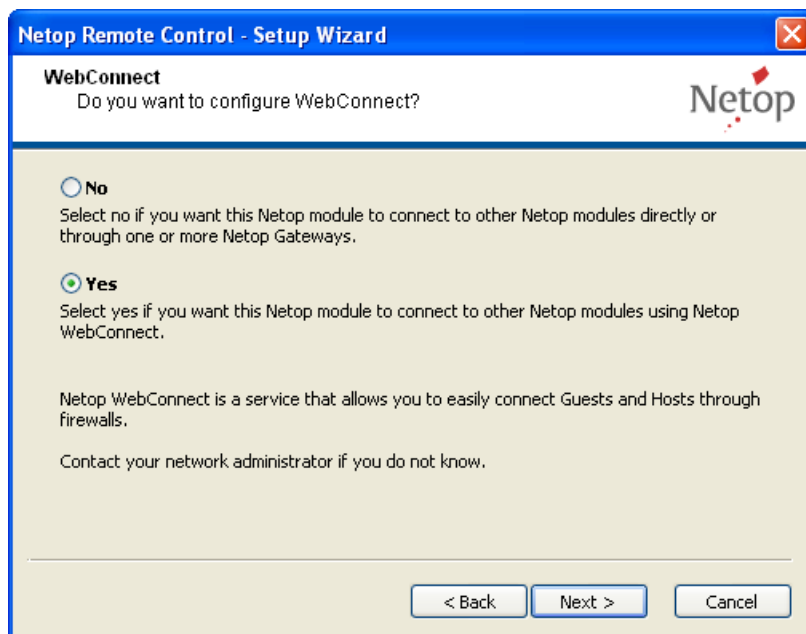 Netop Remote Control - Setup Wizard
WebConnect
Do you want to configure WebConnect?
Netop
No
Select no if you want this Netop module to connect to other Netop modules directly or
through one or more Netop Gateways.
Yes
Select yes if you want this Netop module to connect to other Netop modules using Netop
WebConnect.
Netop WebConnect is a service that allows you to easily connect Guests and Hosts through
firewalls.
Contact your network administrator if you do not know.
< Back
Next >
Cancel